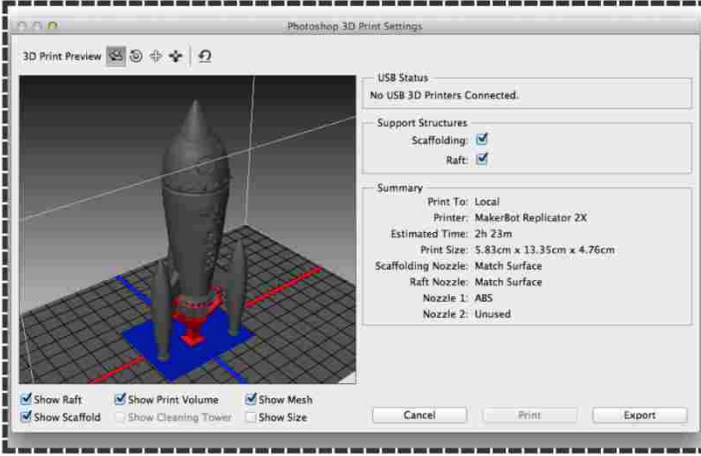 Photoshop 3D Print Settings
3D Print Preview
USB Status
No USB 3D Printers Connected.
Support Structures
Scaffolding:
Raft:
Summary
Print To: Local
Printer: MakerBot Replicator 2X
Estimated Time: 2h 23m
Print Size: 5.83cm x 13.35cm x 4.76cm
Scaffolding Nozzle: Match Surface
Raft Nozzle: Match Surface
Nozzle 1: ABS
Nozzle 2: Unused
Show Raft Show Print Volume Show Mesh
Show Scaffold Show Cleaning Tower Show Size
Cancel Print Export